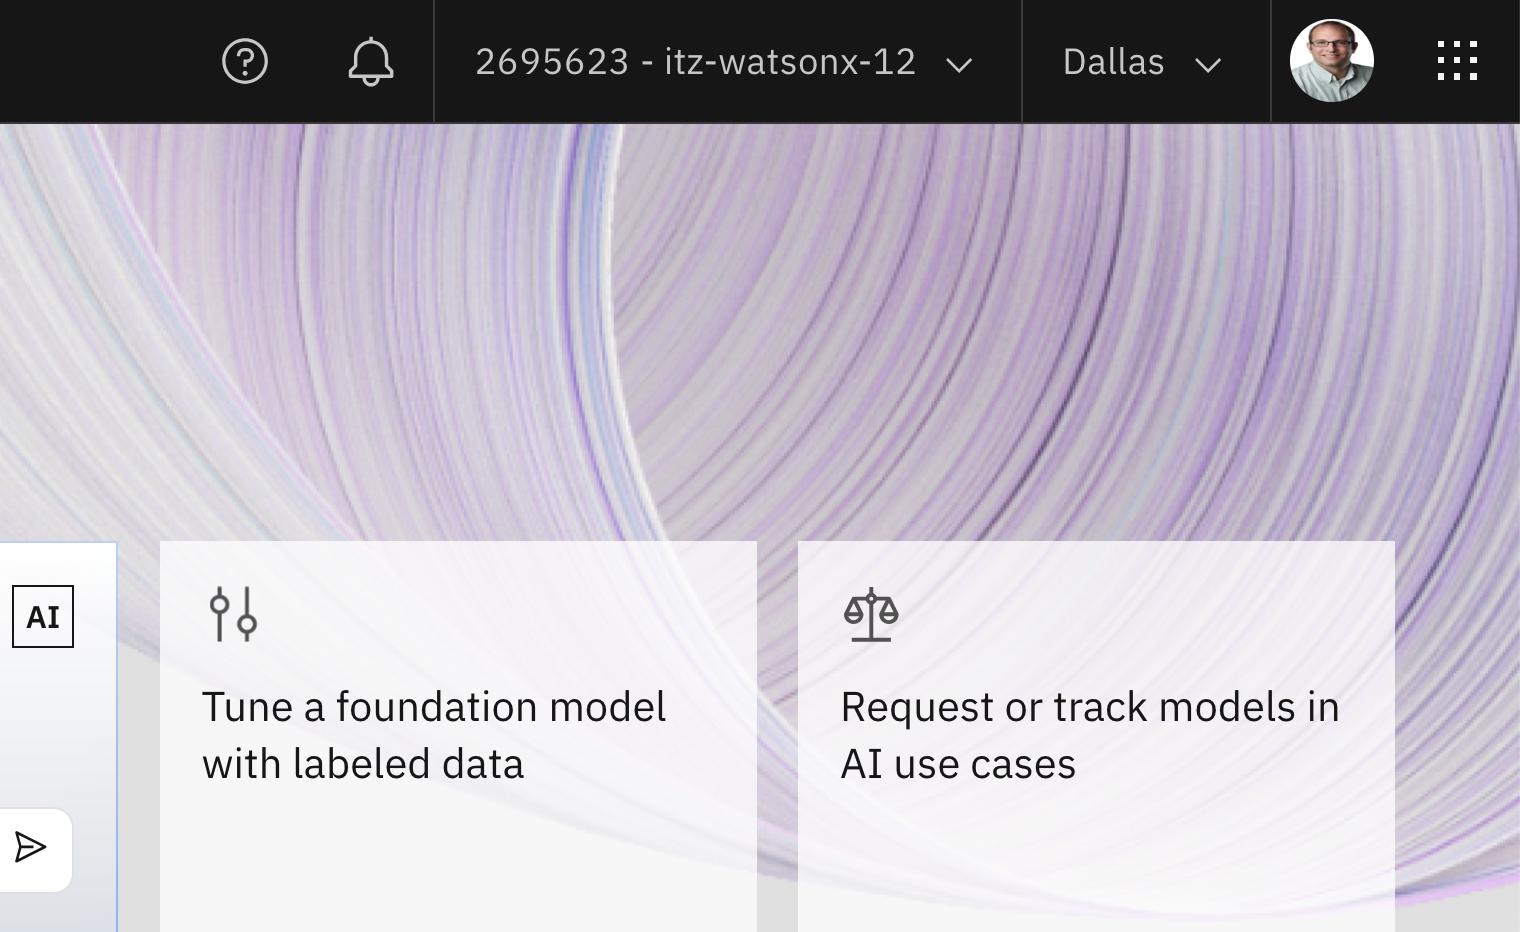 2695623 - itz-watsonx-12
Dallas
AI
Tune a foundation model
with labeled data
Request or track models in
AI use cases